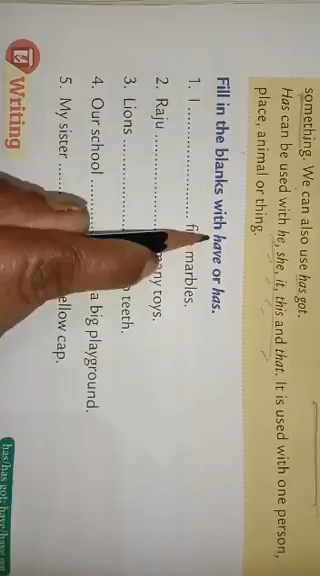 something. We can also use has got.
Has can be used with he, she, it, this and that. It is used with one person,
place, animal or thing.
Fill in the blanks with have or has.
1. I .................... marbles.
2. Raju .................... many toys.
3. Lions .................... teeth.
4. Our school .......... a big playground.
5. My sister .......... yellow cap.
Writing
has/has got; have/have got